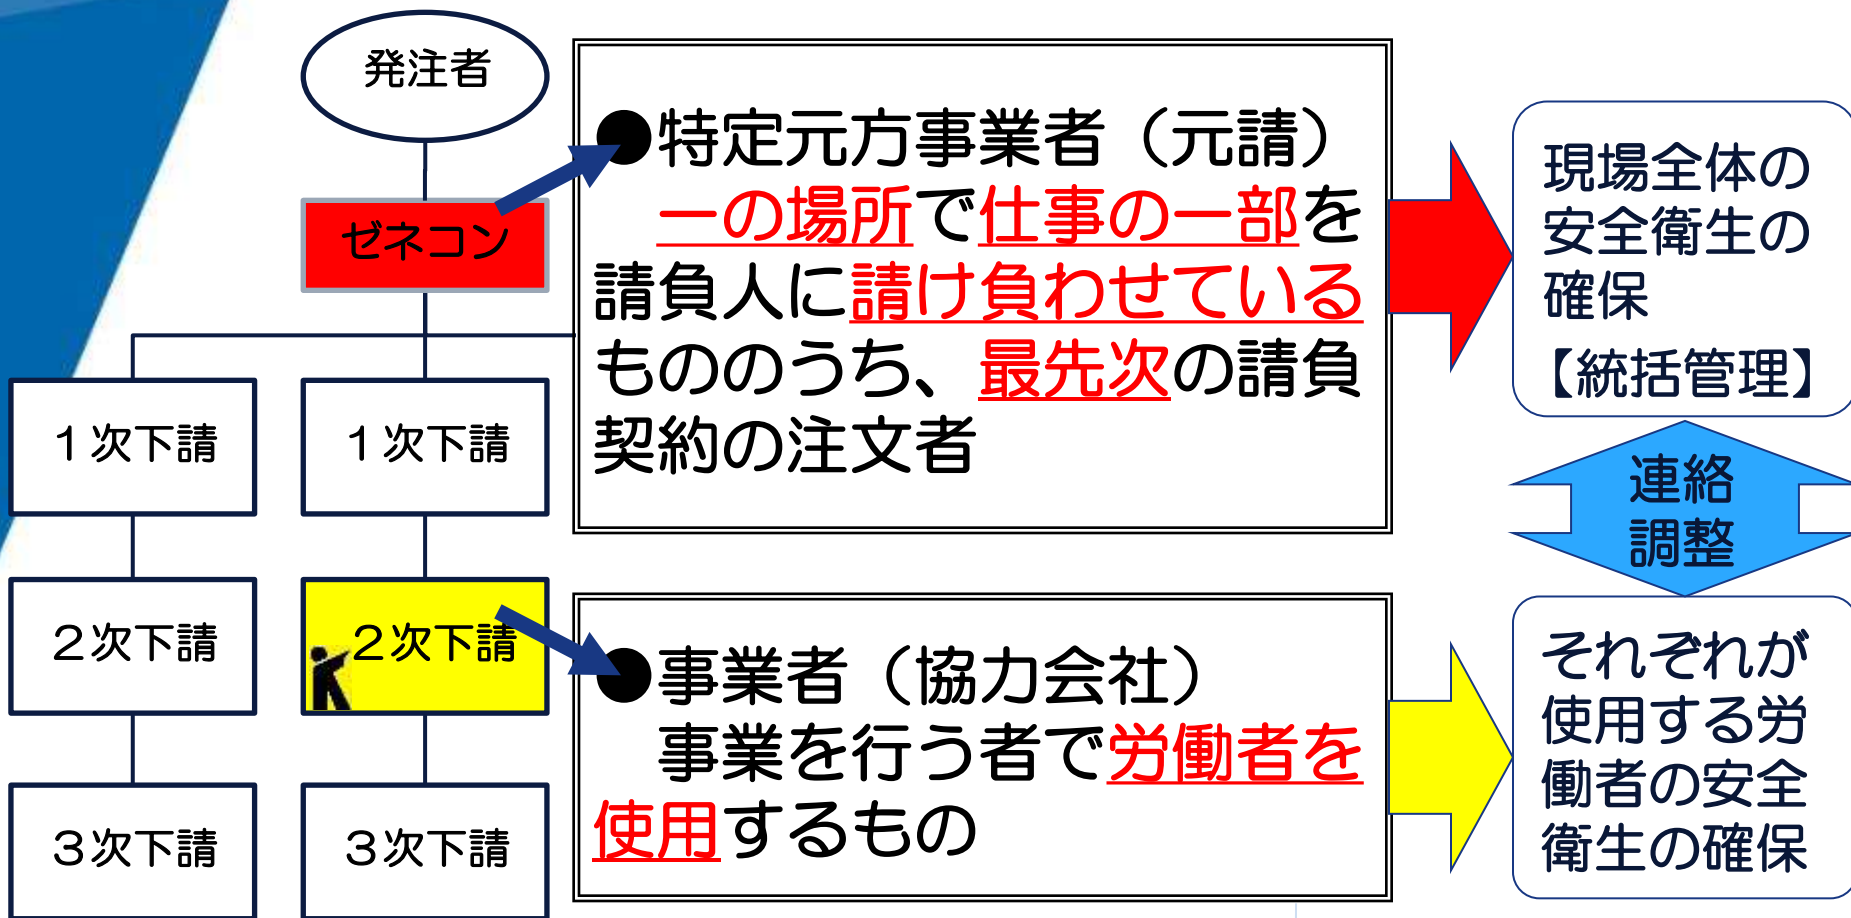 発注者
ゼネコン
１次下請
１次下請
２次下請
２次下請
３次下請
３次下請
●特定元方事業者（元請）
一の場所で仕事の一部を
請負人に請け負わせている
もののうち、最先次の請負
契約の注文者
●事業者（協力会社）
事業を行う者で労働者を
使用するもの
現場全体の
安全衛生の
確保
【統括管理】
連絡
調整
それぞれが
使用する労
働者の安全
衛生の確保